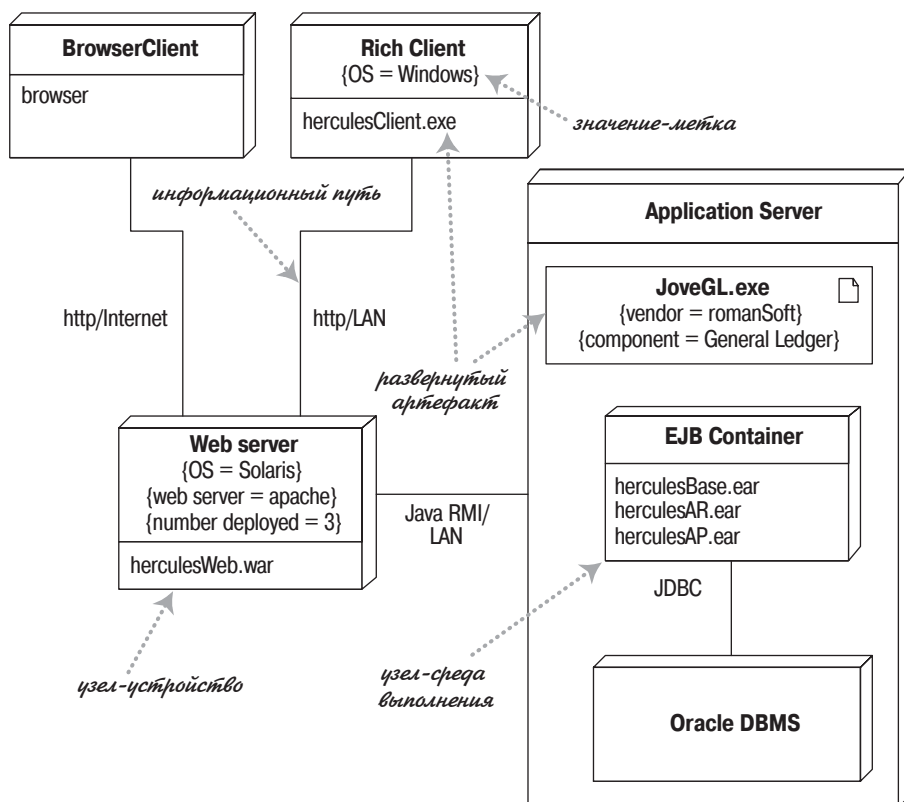 BrowserClient
browser
Rich Client
{OS = Windows}
herculesClient.exe
значение-метка
информационный путь
http/Internet
http/LAN
развернутый
артефакт
Application Server
JoveGL.exe
{vendor = romanSoft}
{component = General Ledger}
Web server
{OS = Solaris}
{web server = apache}
{number deployed = 3}
herculesWeb.war
Java RMI/
LAN
EJB Container
herculesBase.ear
herculesAR.ear
herculesAP.ear
JDBC
узел-устройство
узел-среда
выполнения
Oracle DBMS